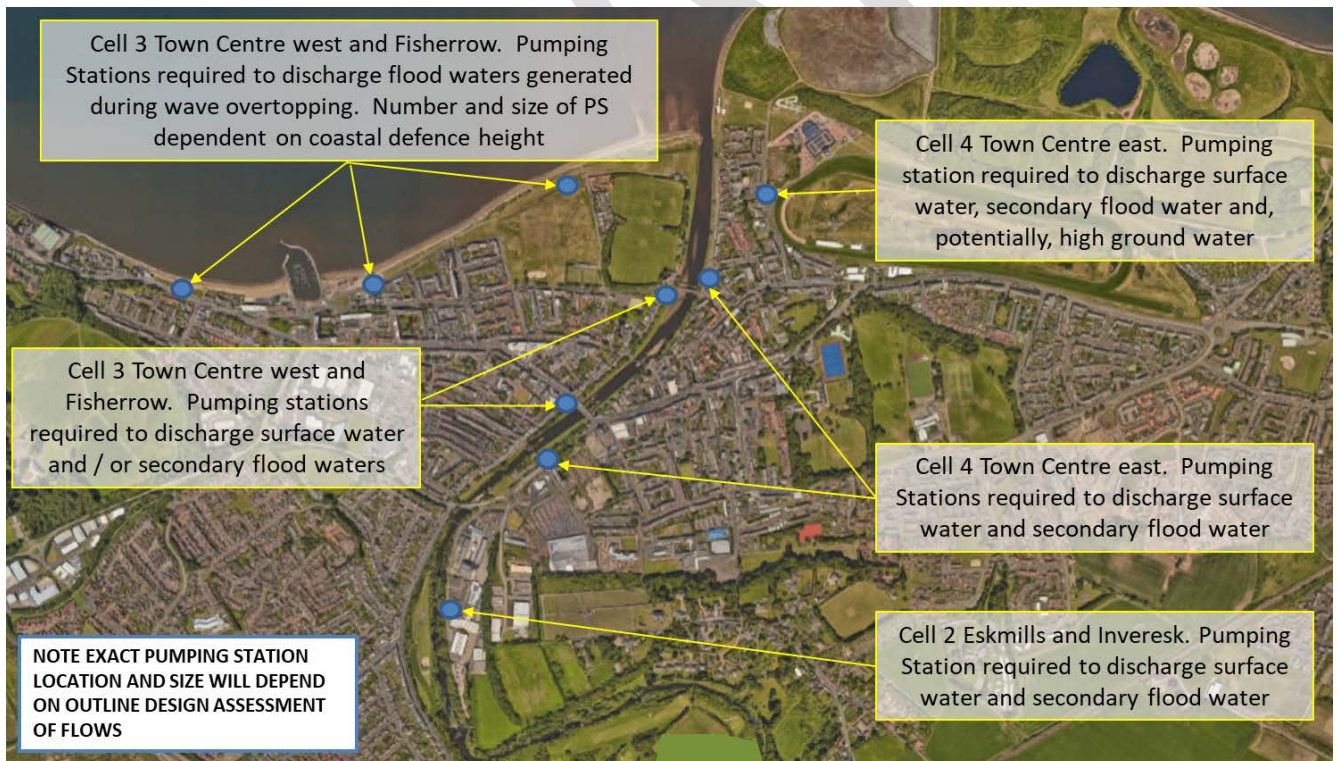 Cell 3 Town Centre west and Fisherrow. Pumping
Stations required to discharge flood waters generated
during wave overtopping. Number and size of PS
dependent on coastal defence height
Cell 4 Town Centre east. Pumping
station required to discharge surface
water, secondary flood water and,
potentially, high ground water
Cell 3 Town Centre west and
Fisherrow. Pumping stations
required to discharge surface water
and / or secondary flood waters
Cell 4 Town Centre east. Pumping
Stations required to discharge surface
water and secondary flood water
Cell 2 Eskmills and Inveresk. Pumping
Station required to discharge surface
water and secondary flood water
NOTE EXACT PUMPING STATION
LOCATION AND SIZE WILL DEPEND
ON OUTLINE DESIGN ASSESSMENT
OF FLOWS